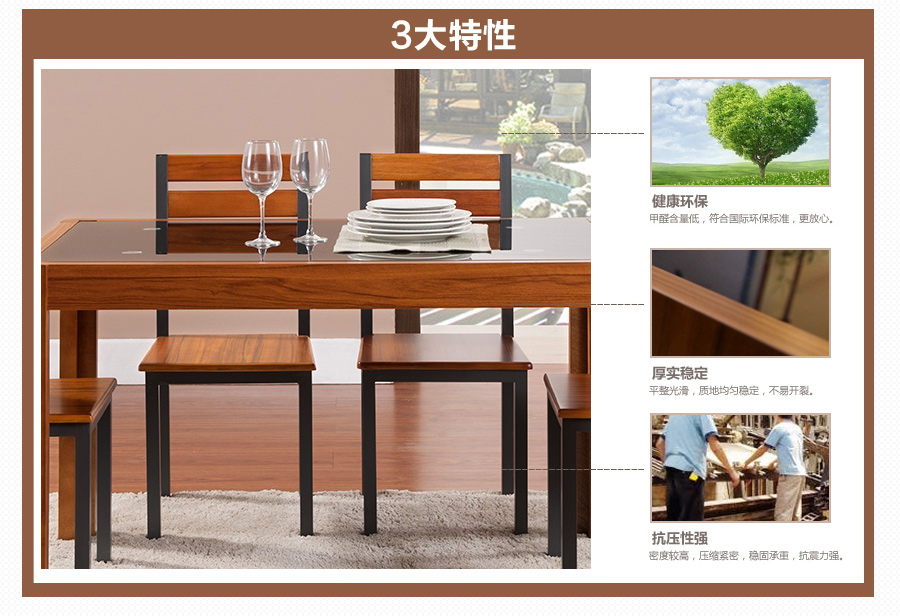 3大特性
健康环保
甲醛含量低，符合国际环保标准，更放心。
厚实稳定
平整光滑，质地均匀稳定，不易开裂。
抗压性强
密度较高，压缩紧密，稳固承重，抗震力强。